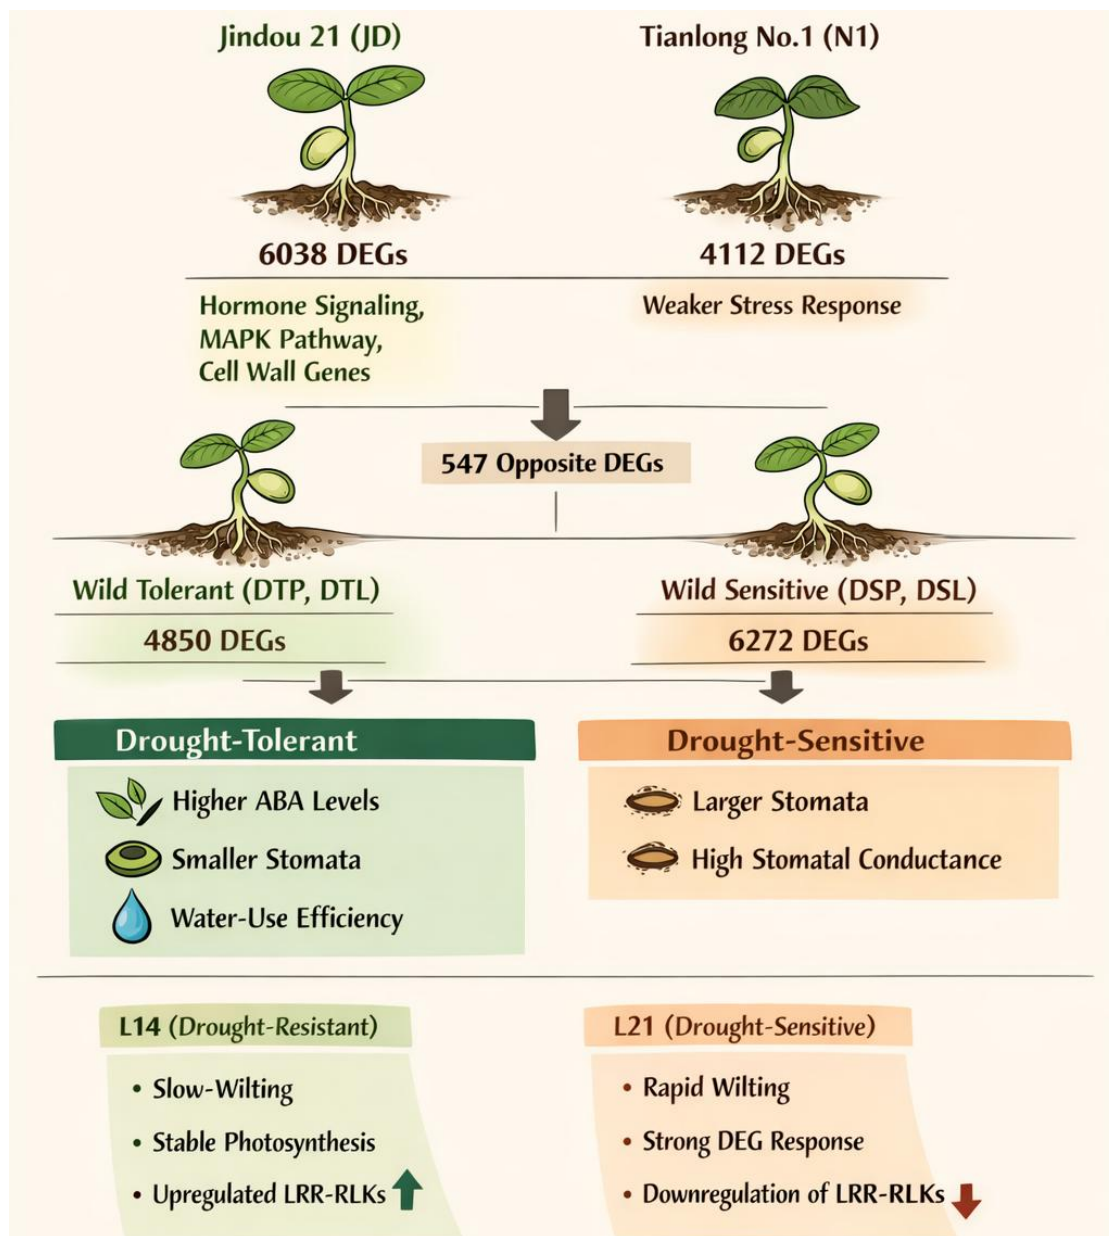 Jindou 21 (JD)
Tianlong No.1 (N1)
6038 DEGs
4112 DEGs
Hormone Signaling,
MAPK Pathway,
Cell Wall Genes
Weaker Stress Response
547 Opposite DEGs
Wild Tolerant (DTP, DTL)
Wild Sensitive (DSP, DSL)
4850 DEGs
6272 DEGs
Drought-Tolerant
Higher ABA Levels
Smaller Stomata
Water-Use Efficiency
Drought-Sensitive
Larger Stomata
High Stomatal Conductance
L14 (Drought-Resistant)
• Slow-Wilting
• Stable Photosynthesis
• Upregulated LRR-RLKs
L21 (Drought-Sensitive)
• Rapid Wilting
• Strong DEG Response
• Downregulation of LRR-RLKs